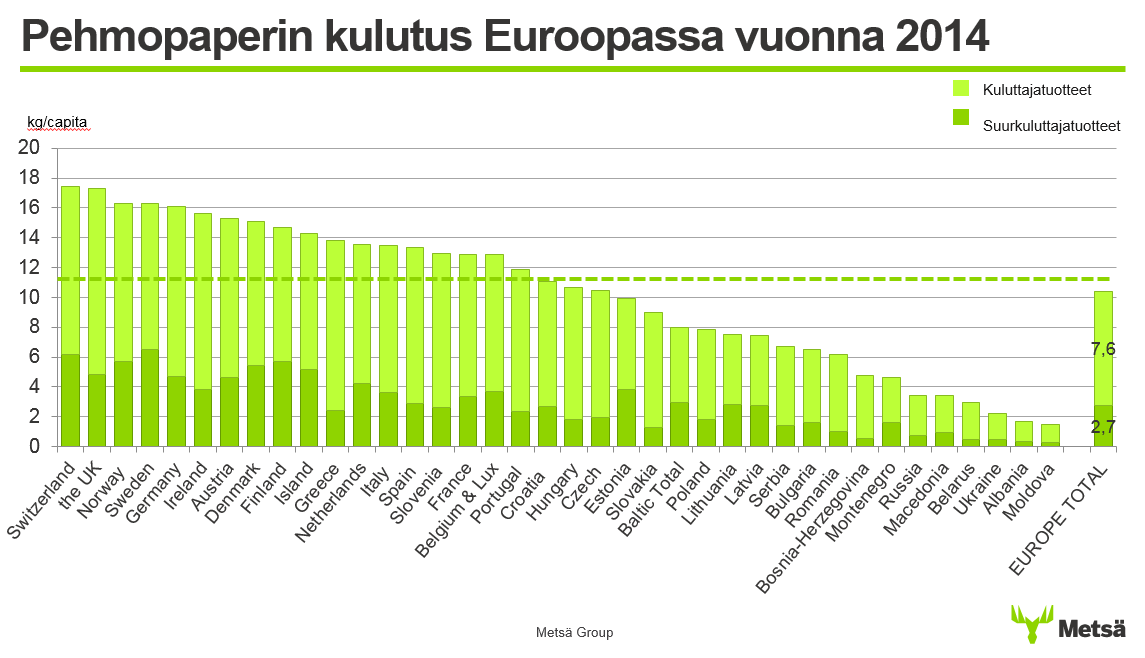 Pehmopaperin kulutus Euroopassa vuonna 2014
Kuluttajatuotteet
Suurkuluttajatuotteet
kg/capita
20
18
16
14
12
10
8
6
4
2
0
7,6
2,7
Switzerland
the UK
Norway
Sweden
Germany
Ireland
Austria
Denmark
Finland
Island
Greece
Netherlands
Italy
Spain
Slovenia
France
Belgium & Lux
Portugal
Croatia
Hungary
Czech
Estonia
Slovakia
Baltic Total
Poland
Lithuania
Latvia
Serbia
Bulgaria
Romania
Bosnia-Herzegovina
Montenegro
Russia
Macedonia
Belarus
Ukraine
Albania
Moldova
EUROPE TOTAL
Metsä Group
Metsä